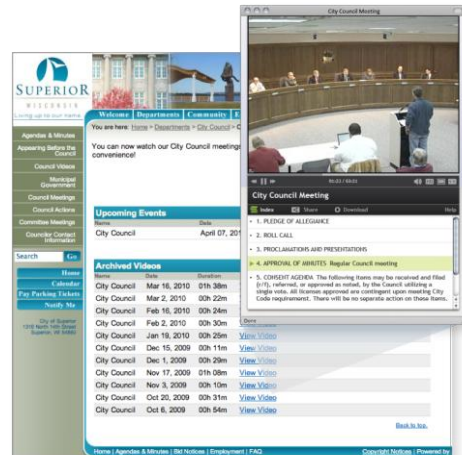 City Council Meeting
SUPERIOR
WISCONSIN
Living up to our name.
Welcome Departments Community E
You are here: Home > Departments > City Council > C
You can now watch our City Council meetings
convenience!
Agendas & Minutes
Appearing Before the
Council
Council Videos
Municipal
Government
Council Meetings
Council Actions
Committee Meetings
Councilor Contact
Information
Search Go
Home
Calendar
Pay Parking Tickets
Notify Me
City of Superior
1316 North 14th Street
Superior, WI 54880
Upcoming Events
Name Date
City Council April 07, 20
Archived Videos
Name Date Duration
City Council Mar 16, 2010 01h 38m
City Council Mar 2, 2010 00h 22m
City Council Feb 16, 2010 00h 24m
City Council Feb 2, 2010 00h 30m View Video
City Council Jan 19, 2010 00h 25m View Video
City Council Dec 15, 2009 00h 11m View Video
City Council Dec 1, 2009 00h 29m View Video
City Council Nov 17, 2009 01h 08m View Video
City Council Nov 3, 2009 00h 10m View Video
City Council Oct 20, 2009 00h 31m View Video
City Council Oct 6, 2009 00h 54m View Video
Back to top.
Home | Agendas & Minutes | Bid Notices | Employment | FAQ Copyright Notices | Powered by
City Council Meeting
Index Share Download Help
1. PLEDGE OF ALLEGIANCE
2. ROLL CALL
3. PROCLAMATIONS AND PRESENTATIONS
4. APPROVAL OF MINUTES Regular Council meeting
5. CONSENT AGENDA The following items may be received and filed
(r/f), referred, or approved as noted, by the Council utilizing a
single vote. All licenses approved are contingent upon meeting City
Code requirement. There will be no separate action on these items.
Done